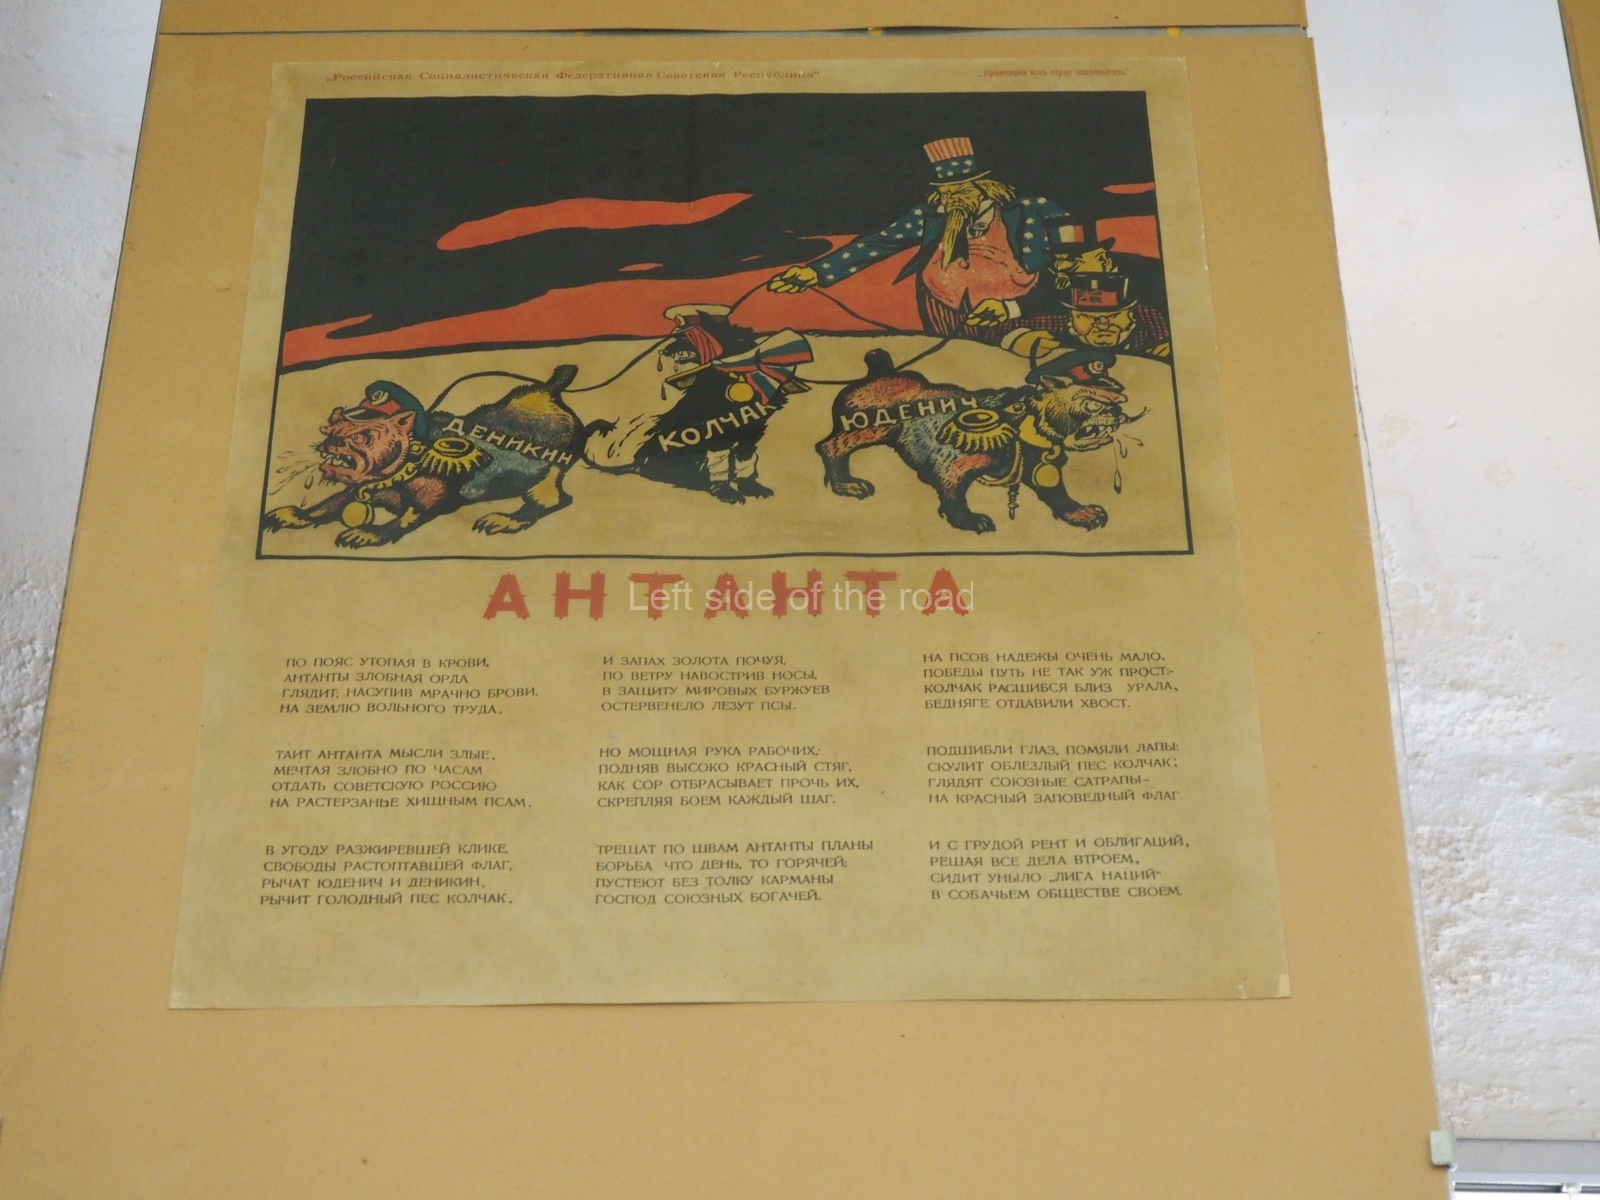 „Российская Социалистическая Федеративная Советская Республика"
„Пролетарии всех стран соединяйтесь"
ДЕНИКИН
КОЛЧАК
ЮДЕНИЧ
АНТАНТА
Left side of the road
ПО ПОЯС УТОПАЯ В КРОВИ,
АНТАНТЫ ЗЛОБНАЯ ОРДА
ГЛЯДИТ, НАСУПИВ МРАЧНО БРОВИ,
НА ЗЕМЛЮ ВОЛЬНОГО ТРУДА.
ТАИТ АНТАНТА МЫСЛИ ЗЛЫЕ,
МЕЧТАЯ ЗЛОБНО ПО ЧАСАМ
ОТДАТЬ СОВЕТСКУЮ РОССИЮ
НА РАСТЕРЗАНЬЕ ХИЩНЫМ ПСАМ.
В УГОДУ РАЗЖИРЕВШЕЙ КЛИКЕ,
СВОБОДЫ РАСТОПТАВШЕЙ ФЛАГ,
РЫЧАТ ЮДЕНИЧ И ДЕНИКИН,
РЫЧИТ ГОЛОДНЫЙ ПЕС КОЛЧАК.
И ЗАПАХ ЗОЛОТА ПОЧУЯ,
ПО ВЕТРУ НАВОСТРИВ НОСЫ,
В ЗАЩИТУ МИРОВЫХ БУРЖУЕВ
ОСТЕРВЕНЕЛО ЛЕЗУТ ПСЫ.
НО МОЩНАЯ РУКА РАБОЧИХ,
ПОДНЯВ ВЫСОКО КРАСНЫЙ СТЯГ,
КАК СОР ОТБРАСЫВАЕТ ПРОЧЬ ИХ,
СКРЕПЛЯЯ БОЕМ КАЖДЫЙ ШАГ.
ТРЕЩАТ ПО ШВАМ АНТАНТЫ ПЛАНЫ
БОРЬБА ЧТО ДЕНЬ, ТО ГОРЯЧЕЙ;
ПУСТЕЮТ БЕЗ ТОЛКУ КАРМАНЫ
ГОСПОД СОЮЗНЫХ БОГАЧЕЙ.
НА ПСОВ НАДЕЖЫ ОЧЕНЬ МАЛО.
ПОБЕДЫ ПУТЬ НЕ ТАК УЖ ПРОСТ:-
КОЛЧАК РАСШИБСЯ БЛИЗ УРАЛА,
БЕДНЯГЕ ОТДАВИЛИ ХВОСТ.
ПОДШИБЛИ ГЛАЗ, ПОМЯЛИ ЛАПЫ:
СКУЛИТ ОБЛЕЗЛЫЙ ПЕС КОЛЧАК;
ГЛЯДЯТ СОЮЗНЫЕ САТРАПЫ-
НА КРАСНЫЙ ЗАПОВЕДНЫЙ ФЛАГ.
И С ГРУДОЙ РЕНТ И ОБЛИГАЦИЙ,
РЕШАЯ ВСЕ ДЕЛА ВТРОЕМ,
СИДИТ УНЫЛО „ЛИГА НАЦИЙ"
В СОБАЧЬЕМ ОБЩЕСТВЕ СВОЕМ.